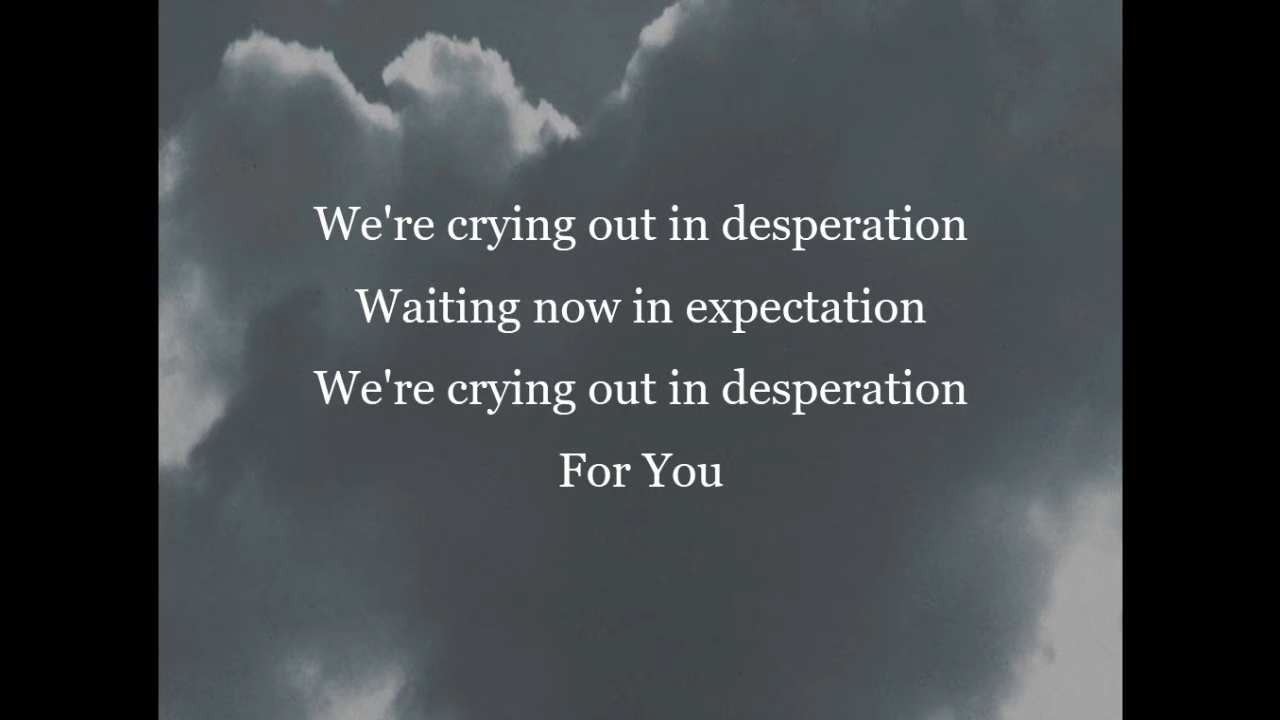 We're crying out in desperation
Waiting now in expectation
We're crying out in desperation
For You